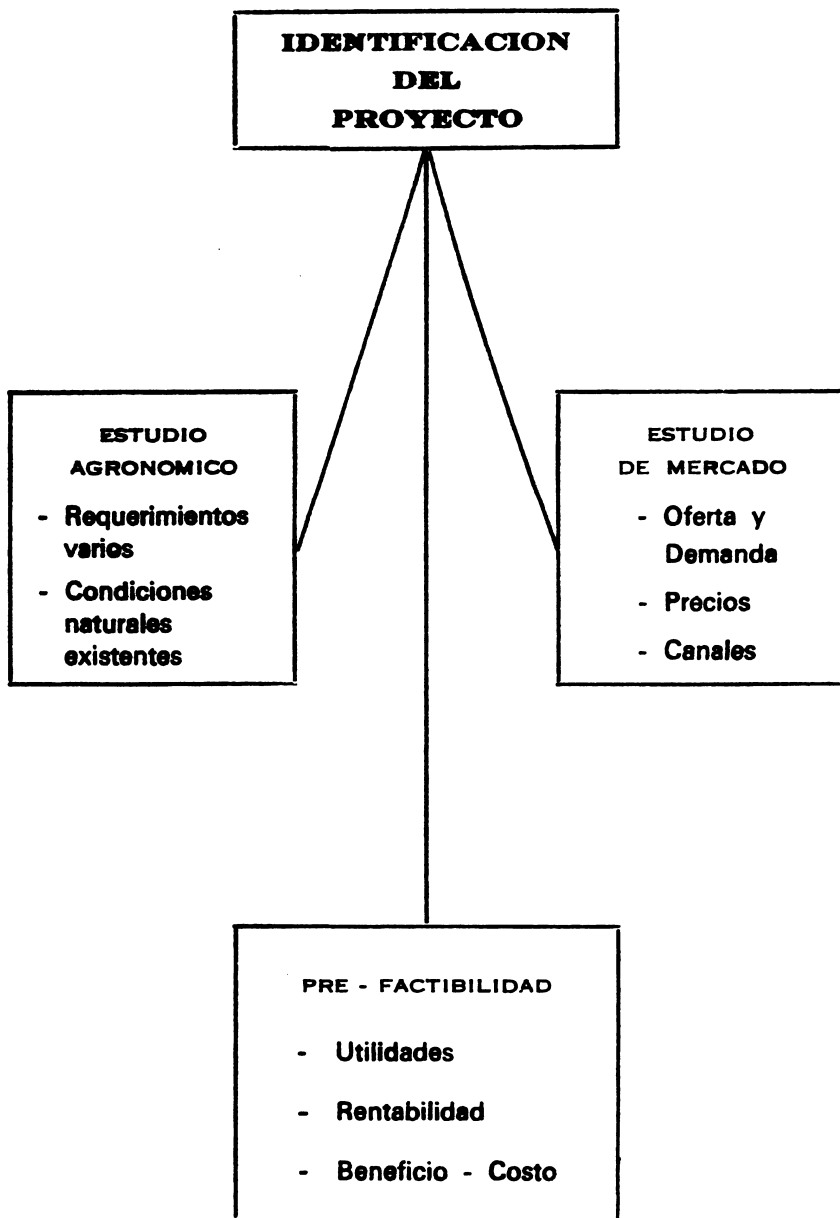 IDENTIFICACION
DEL
PROYECTO
ESTUDIO
AGRONOMICO
- Requerimientos
varios
- Condiciones
naturales
existentes
ESTUDIO
DE MERCADO
- Oferta y
Demanda
- Precios
- Canales
PRE - FACTIBILIDAD
- Utilidades
- Rentabilidad
- Beneficio - Costo